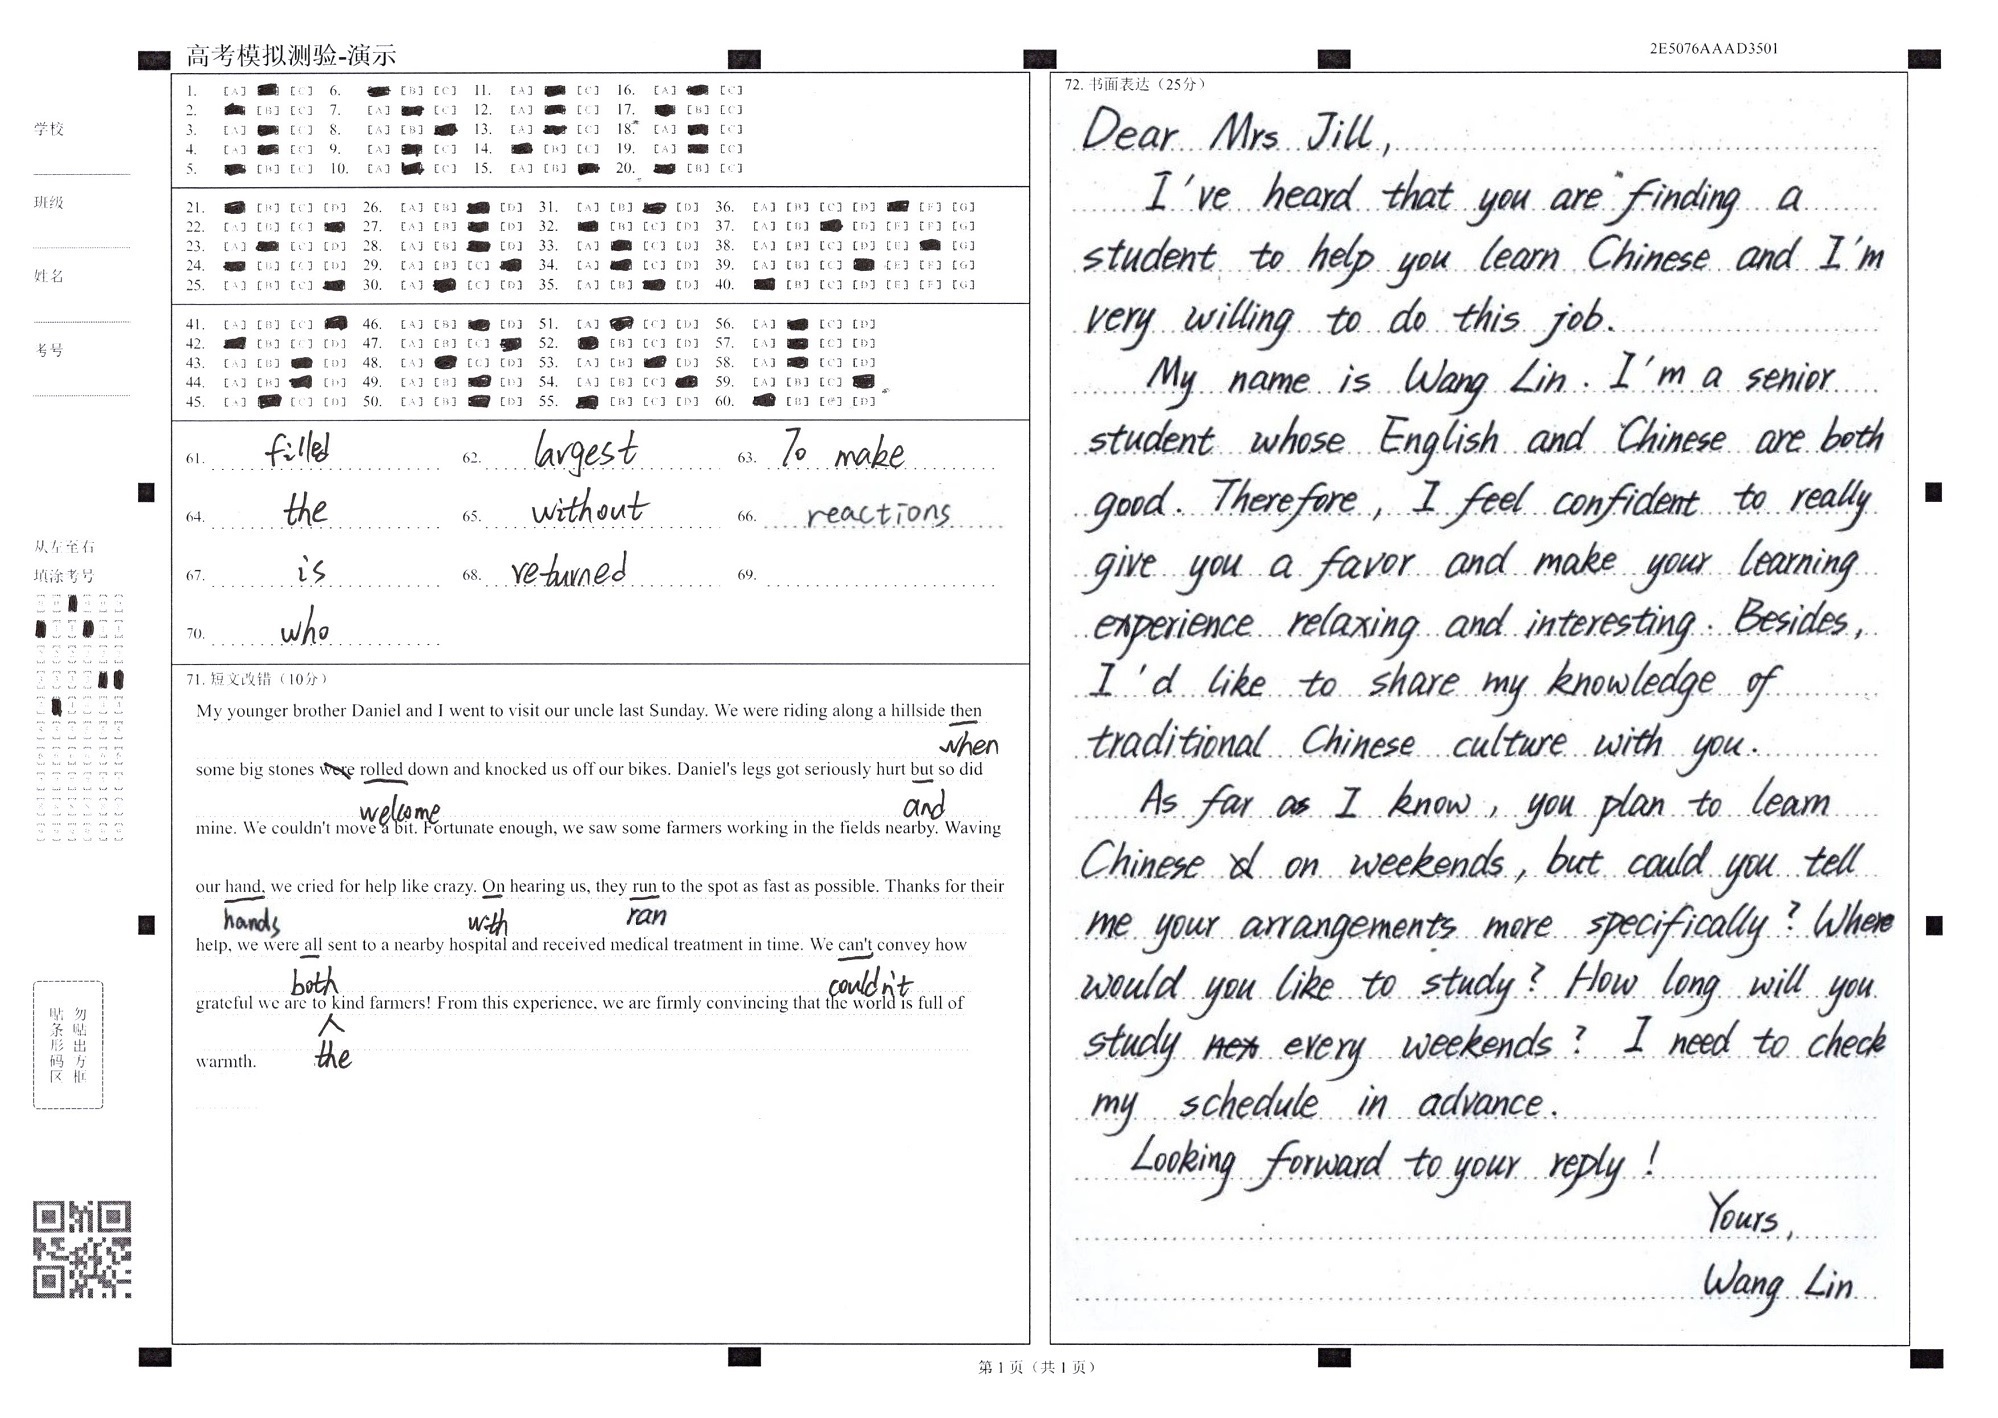 高考模拟测验-演示
2E5076AAAD3501
学校
班级
姓名
考号
从左至右
填涂考号
勿贴出方框
贴条形码区
1. [A] [C] 6. [B] [C] 11. [A] [C] 16. [A] [C]
2. [B] [C] 7. [A] [C] 12. [A] [C] 17. [B] [C]
3. [A] [C] 8. [A] [B] 13. [A] [C] 18. [A] [C]
4. [A] [C] 9. [A] [C] 14. [B] [C] 19. [A] [C]
5. [B] [C] 10. [A] [C] 15. [A] [B] 20. [B] [C]
21. [B] [C] [D] 26. [A] [B] [D] 31. [A] [B] [D] 36. [A] [B] [C] [D] [F] [G]
22. [A] [B] [C] 27. [A] [B] [D] 32. [B] [C] [D] 37. [A] [B] [D] [E] [F] [G]
23. [A] [C] [D] 28. [A] [B] [D] 33. [A] [C] [D] 38. [A] [B] [C] [D] [E] [G]
24. [B] [C] [D] 29. [A] [B] [C] 34. [A] [C] [D] 39. [A] [B] [C] [E] [F] [G]
25. [A] [B] [C] 30. [A] [C] [D] 35. [A] [B] [D] 40. [B] [C] [D] [E] [F] [G]
41. [A] [B] [C] 46. [A] [B] [D] 51. [A] [C] [D] 56. [A] [C] [D]
42. [B] [C] [D] 47. [A] [B] [C] 52. [B] [C] [D] 57. [A] [C] [D]
43. [A] [B] [D] 48. [A] [C] [D] 53. [A] [B] [D] 58. [A] [C] [D]
44. [A] [B] [D] 49. [A] [B] [D] 54. [A] [B] [C] 59. [A] [B] [C]
45. [A] [C] [D] 50. [A] [B] [D] 55. [B] [C] [D] 60. [B] [C] [D]
61. filled 62. largest 63. To make
64. the 65. without 66. reactions
67. is 68. returned 69.
70. who
71. 短文改错（10分）
My younger brother Daniel and I went to visit our uncle last Sunday. We were riding along a hillside then
when
some big stones were rolled down and knocked us off our bikes. Daniel's legs got seriously hurt but so did
welcome and
mine. We couldn't move a bit. Fortunate enough, we saw some farmers working in the fields nearby. Waving
our hand, we cried for help like crazy. On hearing us, they run to the spot as fast as possible. Thanks for their
hands with ran
help, we were all sent to a nearby hospital and received medical treatment in time. We can't convey how
both couldn't
grateful we are to kind farmers! From this experience, we are firmly convincing that the world is full of
the
warmth.
72. 书面表达（25分）
Dear Mrs Jill,
I've heard that you are finding a
student to help you learn Chinese and I'm
very willing to do this job.
My name is Wang Lin. I'm a senior
student whose English and Chinese are both
good. Therefore, I feel confident to really
give you a favor and make your learning
experience relaxing and interesting. Besides,
I'd like to share my knowledge of
traditional Chinese culture with you.
As far as I know, you plan to learn
Chinese on weekends, but could you tell
me your arrangements more specifically? Where
would you like to study? How long will you
study every weekends? I need to check
my schedule in advance.
Looking forward to your reply!
Yours,
Wang Lin
第 1 页（共 1 页）